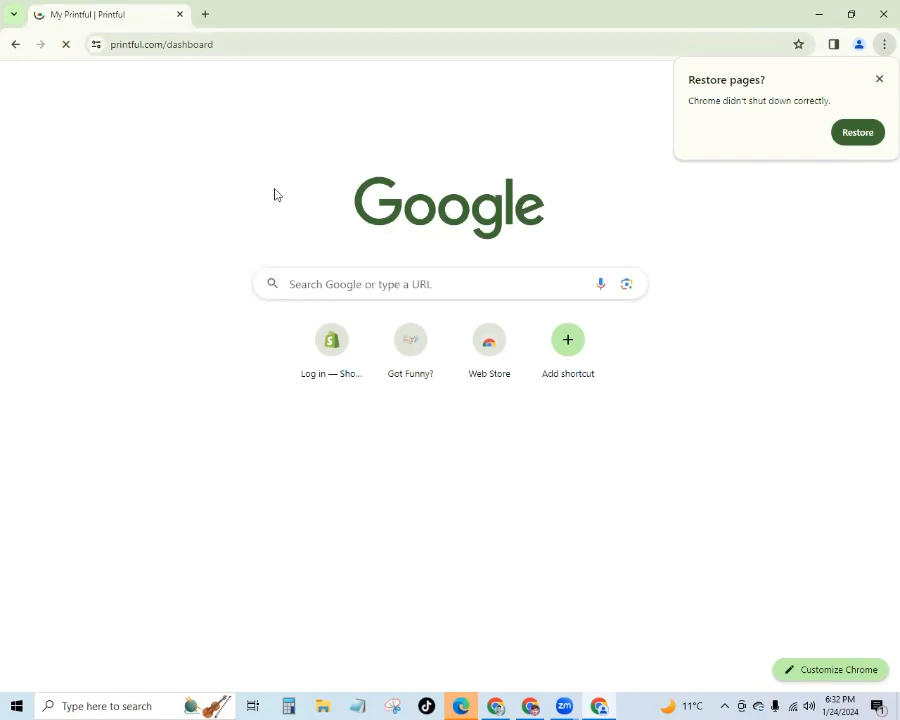 My Printful | Printful
printful.com/dashboard
Restore pages?
Chrome didn't shut down correctly.
Restore
Google
Search Google or type a URL
Log in — Sho...
Got Funny?
Web Store
Add shortcut
Customize Chrome
Type here to search
zm
11°C
6:32 PM
1/24/2024